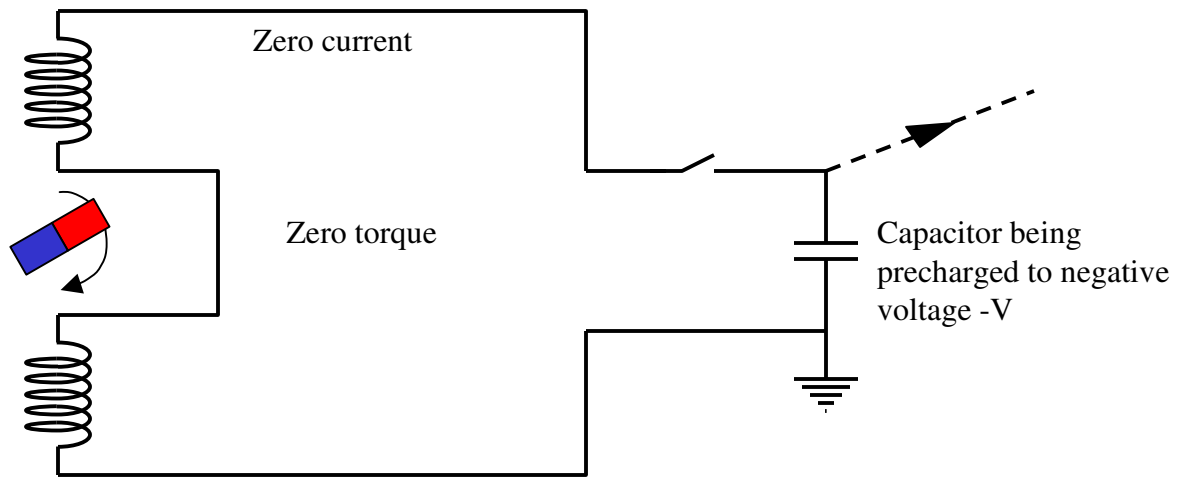 Zero current
Zero torque
Capacitor being
precharged to negative
voltage -V